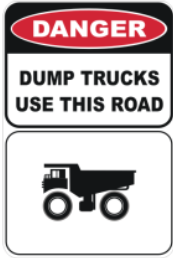 DANGER
DUMP TRUCKS
USE THIS ROAD